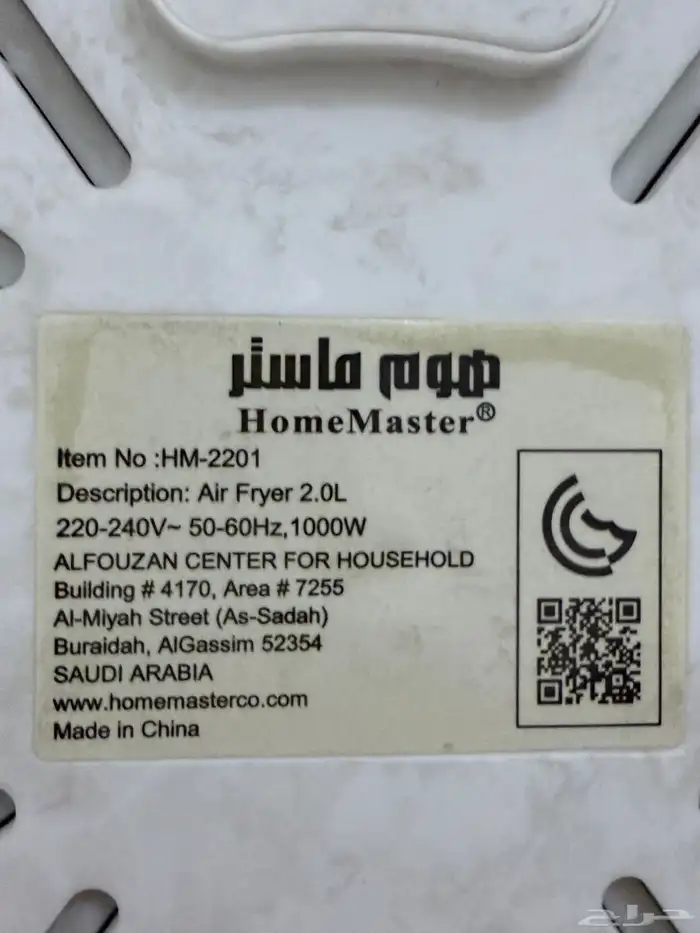 هوم ماستر
HomeMaster®
Item No :HM-2201
Description: Air Fryer 2.0L
220-240V~ 50-60Hz,1000W
ALFOUZAN CENTER FOR HOUSEHOLD
Building # 4170, Area # 7255
Al-Miyah Street (As-Sadah)
Buraidah, AlGassim 52354
SAUDI ARABIA
www.homemasterco.com
Made in China
حراج